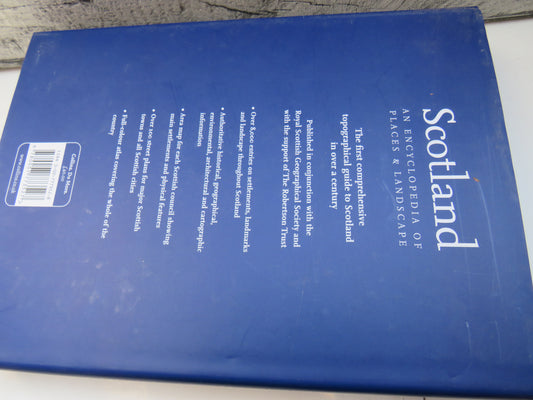 Scotland
AN ENCYCLOPEDIA OF
PLACES & LANDSCAPE
The first comprehensive
topographical guide to Scotland
in over a century
Published in conjunction with the
Royal Scottish Geographical Society and
with the support of The Robertson Trust
• Over 8,000 entries on settlements, landmarks
and landscape throughout Scotland
• Authoritative historical, geographical,
environmental, architectural and cartographic
information
• Area map for each Scottish council showing
main settlements and physical features
• Over 100 street plans for major Scottish
towns and all Scottish cities
• Full-colour atlas covering the whole of the
country